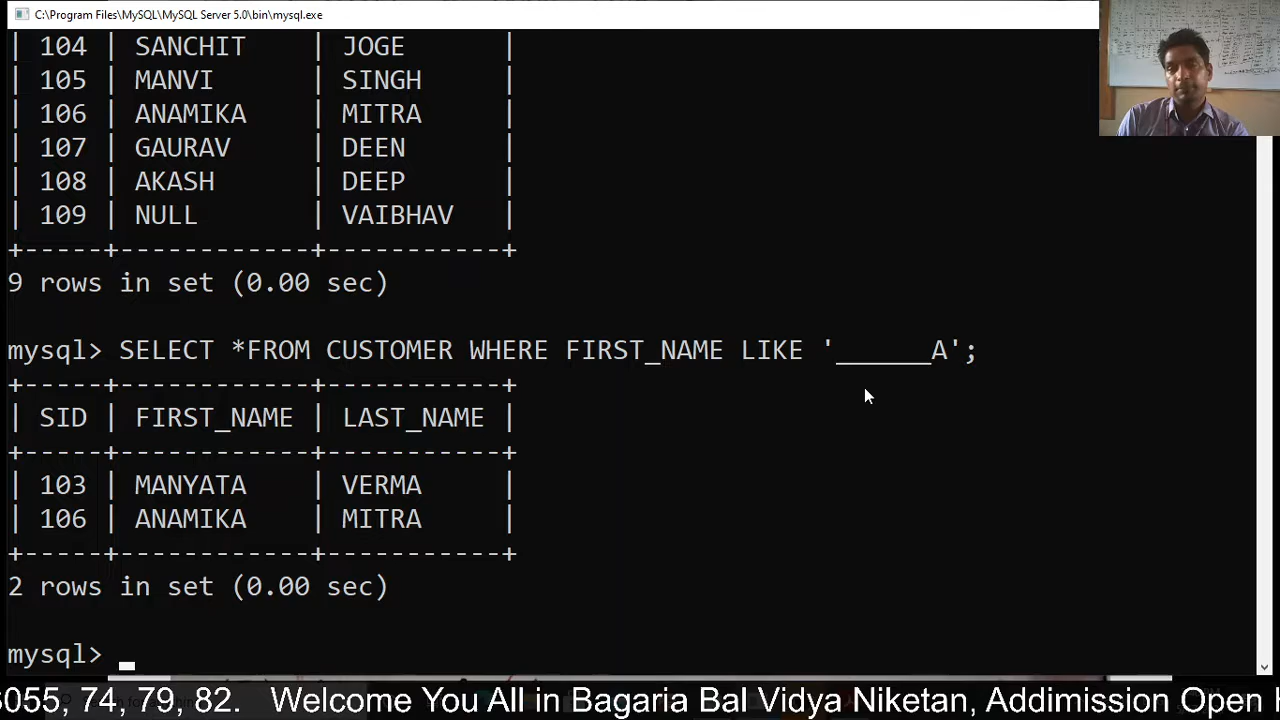 C:\Program Files\MySQL\MySQL Server 5.0\bin\mysql.exe
| 104 | SANCHIT | JOGE |
| 105 | MANVI | SINGH |
| 106 | ANAMIKA | MITRA |
| 107 | GAURAV | DEEN |
| 108 | AKASH | DEEP |
| 109 | NULL | VAIBHAV |
+-----+------------+-----------+
9 rows in set (0.00 sec)
mysql> SELECT *FROM CUSTOMER WHERE FIRST_NAME LIKE '______A';
+-----+------------+-----------+
| SID | FIRST_NAME | LAST_NAME |
+-----+------------+-----------+
| 103 | MANYATA | VERMA |
| 106 | ANAMIKA | MITRA |
+-----+------------+-----------+
2 rows in set (0.00 sec)
mysql>
6055, 74, 79, 82. Welcome You All in Bagaria Bal Vidya Niketan, Addimission Open